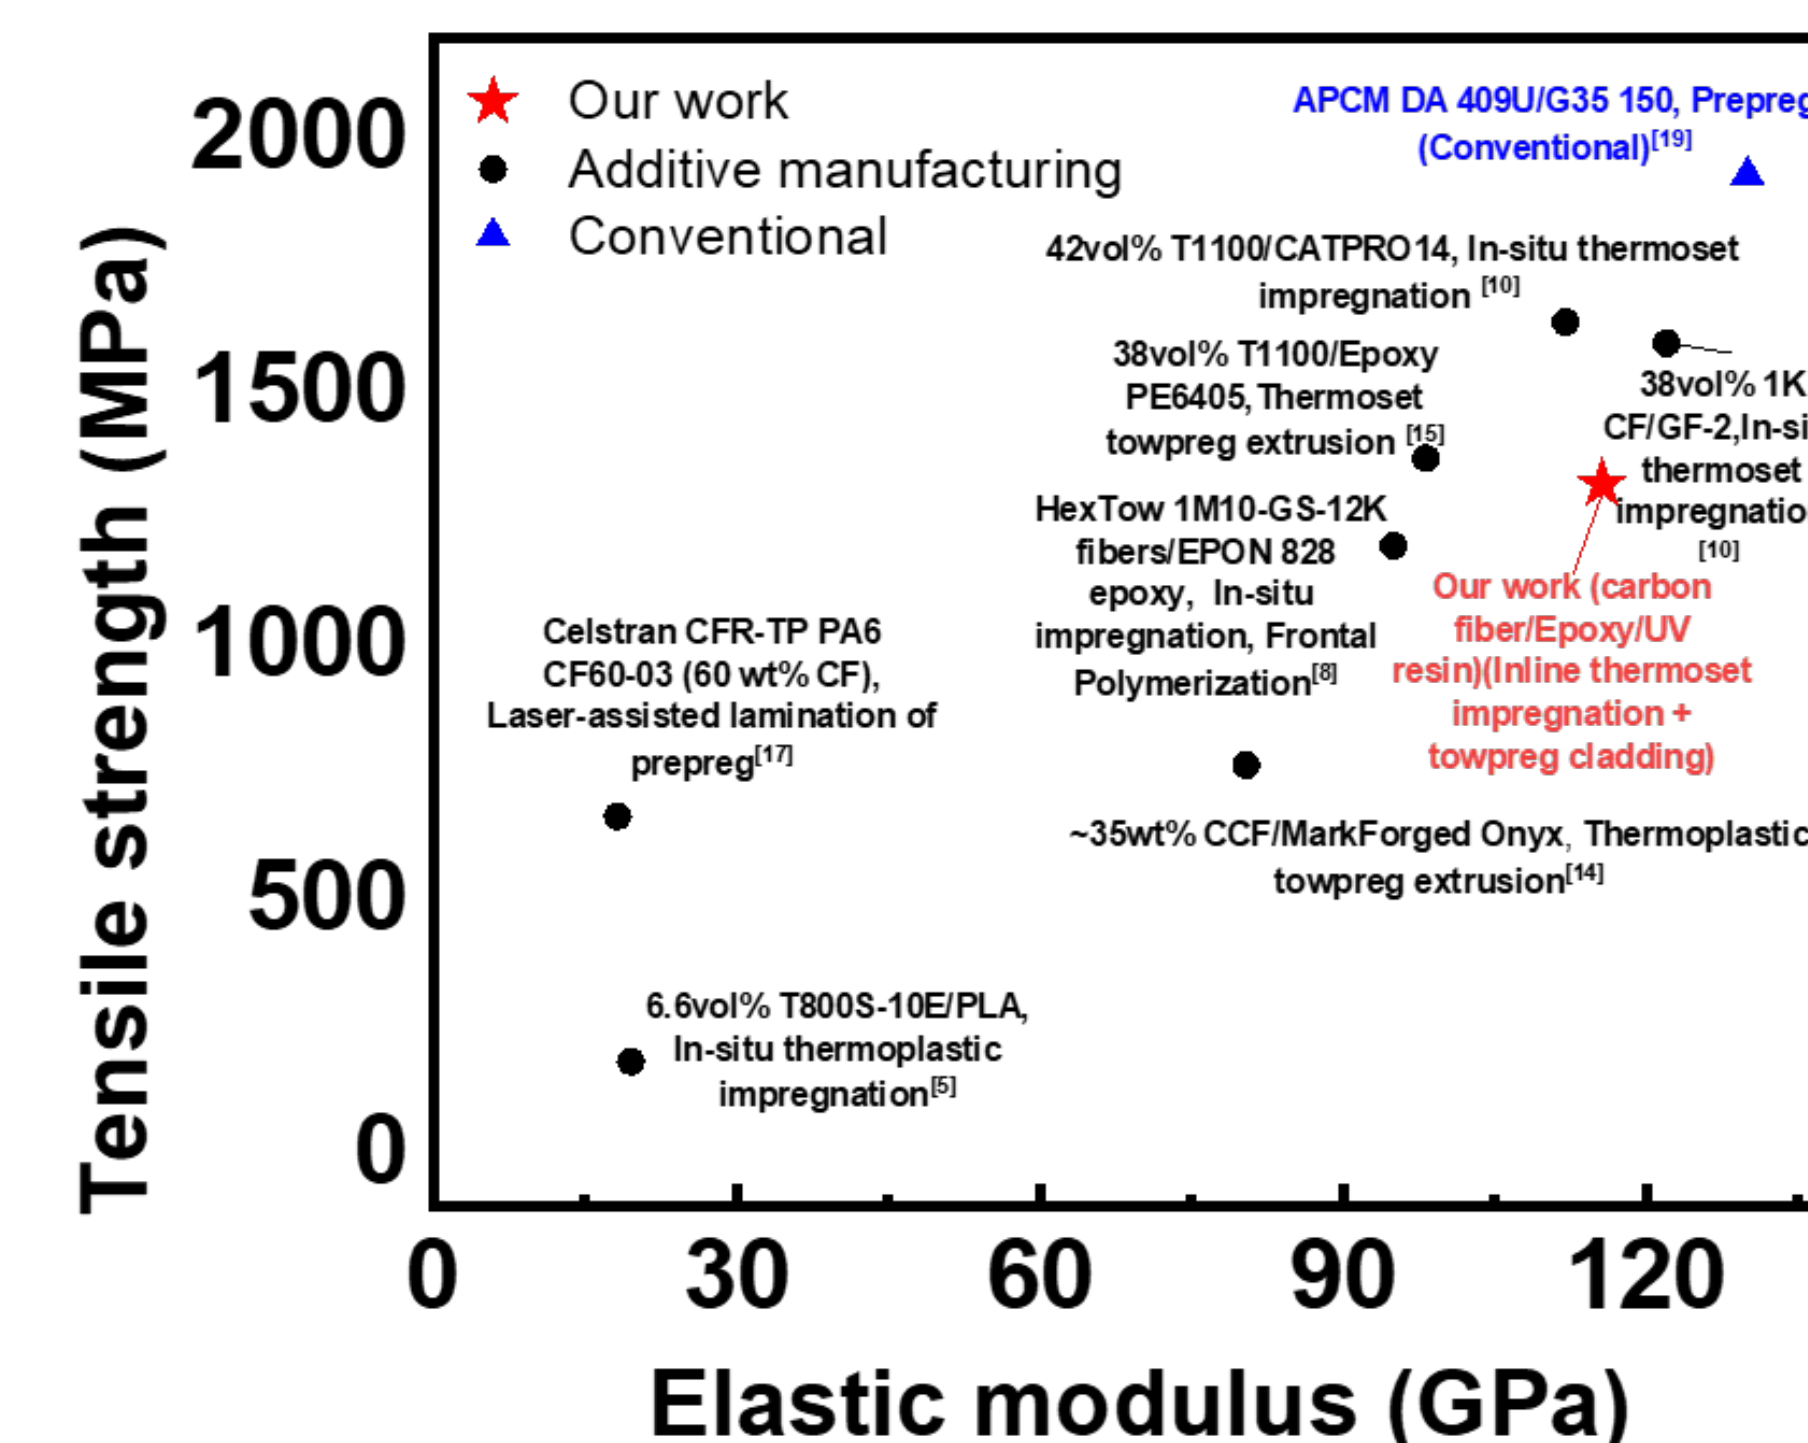 Our work
Additive manufacturing
Conventional
APCM DA 409U/G35 150, Prepreg
(Conventional)[19]
42vol% T1100/CATPRO14, In-situ thermoset
impregnation [10]
38vol% T1100/Epoxy
PE6405,Thermoset
towpreg extrusion [15]
38vol% 1K
CF/GF-2,In-si
thermoset
impregnatio
[10]
HexTow 1M10-GS-12K
fibers/EPON 828
epoxy, In-situ
impregnation, Frontal
Polymerization[8]
Our work (carbon
fiber/Epoxy/UV
resin)(Inline thermoset
impregnation +
towpreg cladding)
Celstran CFR-TP PA6
CF60-03 (60 wt% CF),
Laser-assisted lamination of
prepreg[17]
~35wt% CCF/MarkForged Onyx, Thermoplastic
towpreg extrusion[14]
6.6vol% T800S-10E/PLA,
In-situ thermoplastic
impregnation[5]
Tensile strength (MPa)
2000
1500
1000
500
0
0 30 60 90 120
Elastic modulus (GPa)